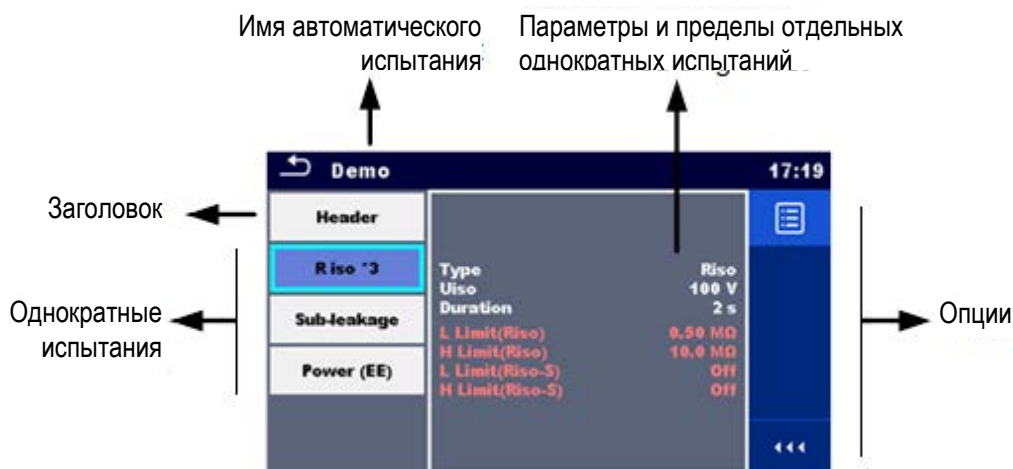 Имя автоматического
испытания
Параметры и пределы отдельных
однократных испытаний
Demo 17:19
Заголовок
Header
Однократные
испытания
R iso ˆ3
Sub-leakage
Power (EE)
Type Riso
Uiso 100 V
Duration 2 s
L Limit(Riso) 0.50 MΩ
H Limit(Riso) 10.0 MΩ
L Limit(Riso-S) Off
H Limit(Riso-S) Off
Опции